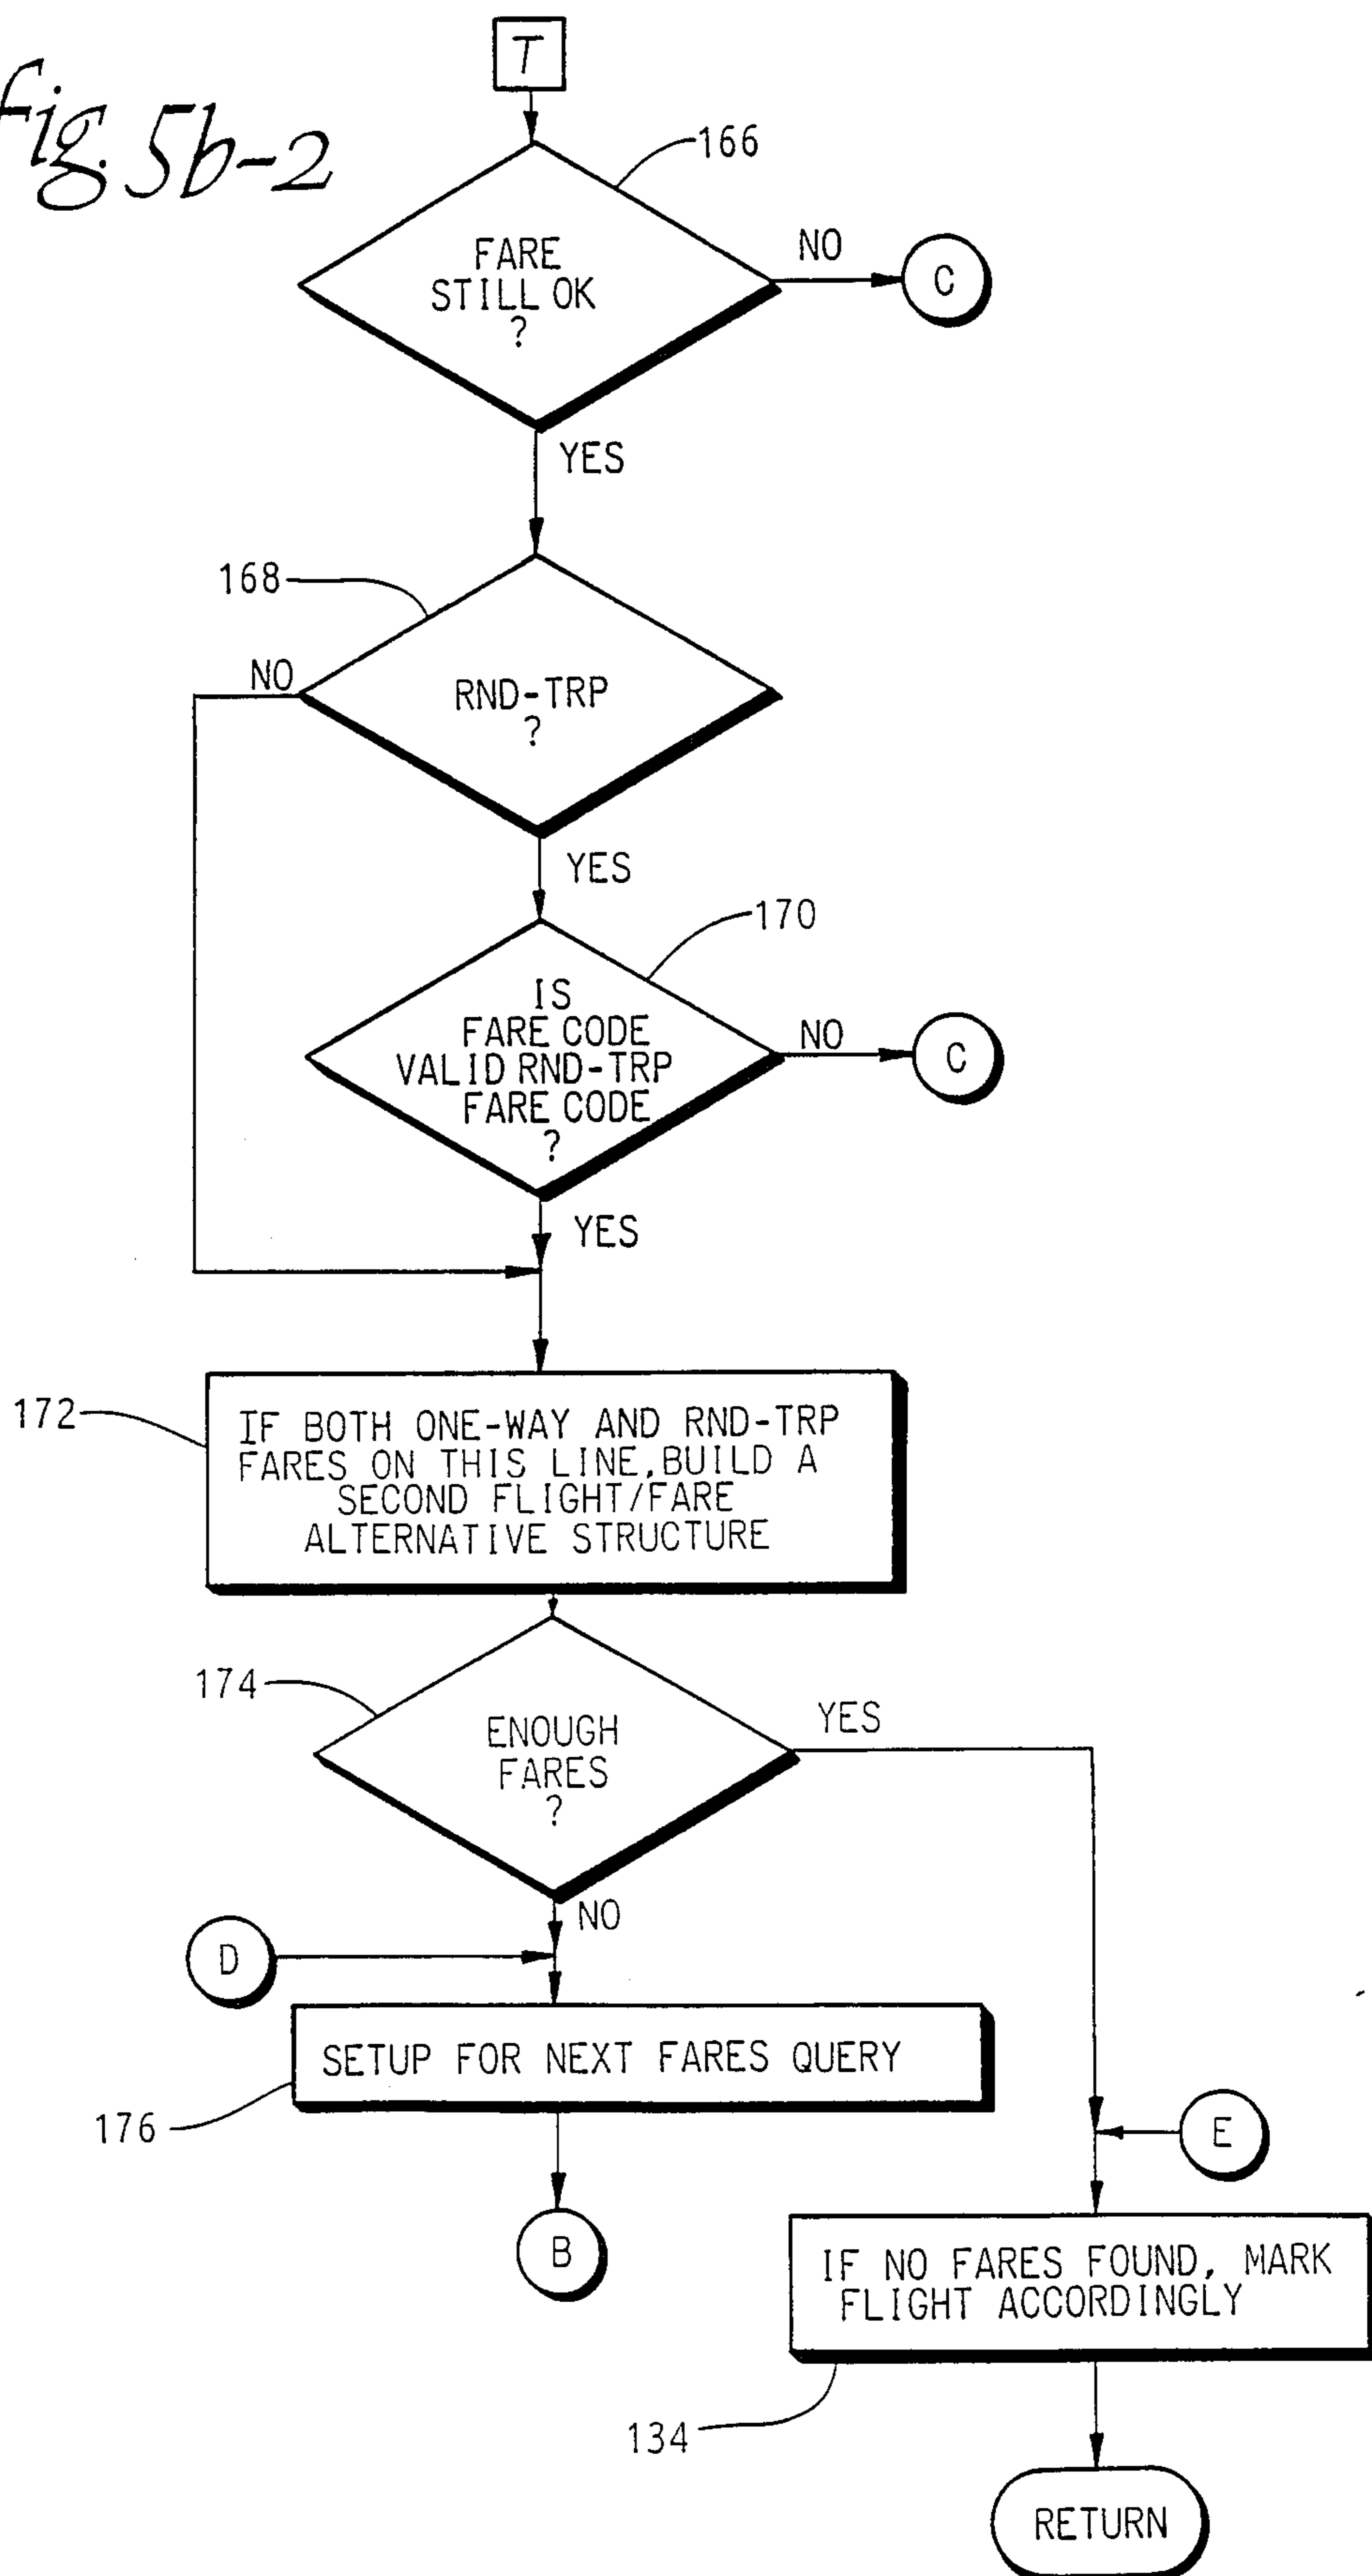 Fig. 5b-2
T
166
FARE
STILL OK
?
NO
C
YES
168
NO
RND-TRP
?
YES
170
IS
FARE CODE
VALID RND-TRP
FARE CODE
?
NO
C
YES
172
IF BOTH ONE-WAY AND RND-TRP
FARES ON THIS LINE,BUILD A
SECOND FLIGHT/FARE
ALTERNATIVE STRUCTURE
174
ENOUGH
FARES
?
YES
NO
D
SETUP FOR NEXT FARES QUERY
176
E
B
IF NO FARES FOUND, MARK
FLIGHT ACCORDINGLY
134
RETURN